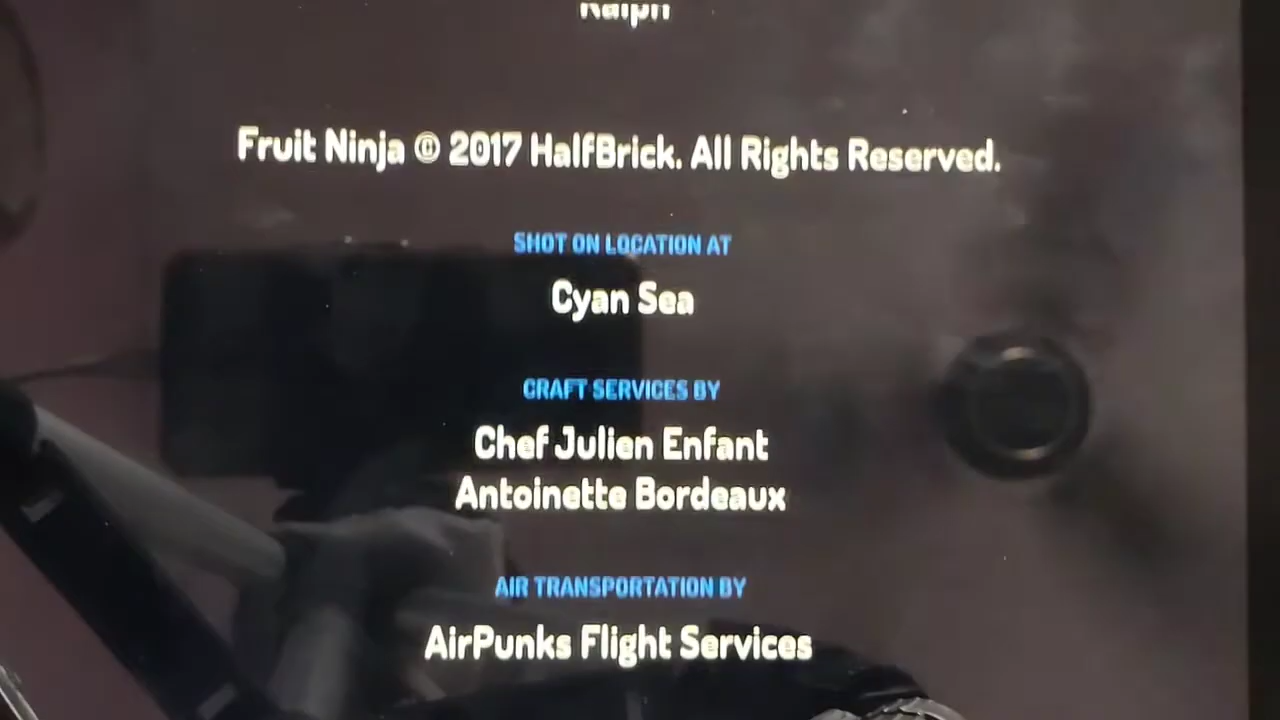 Ralph
Fruit Ninja © 2017 HalfBrick. All Rights Reserved.
SHOT ON LOCATION AT
Cyan Sea
CRAFT SERVICES BY
Chef Julien Enfant
Antoinette Bordeaux
AIR TRANSPORTATION BY
AirPunks Flight Services